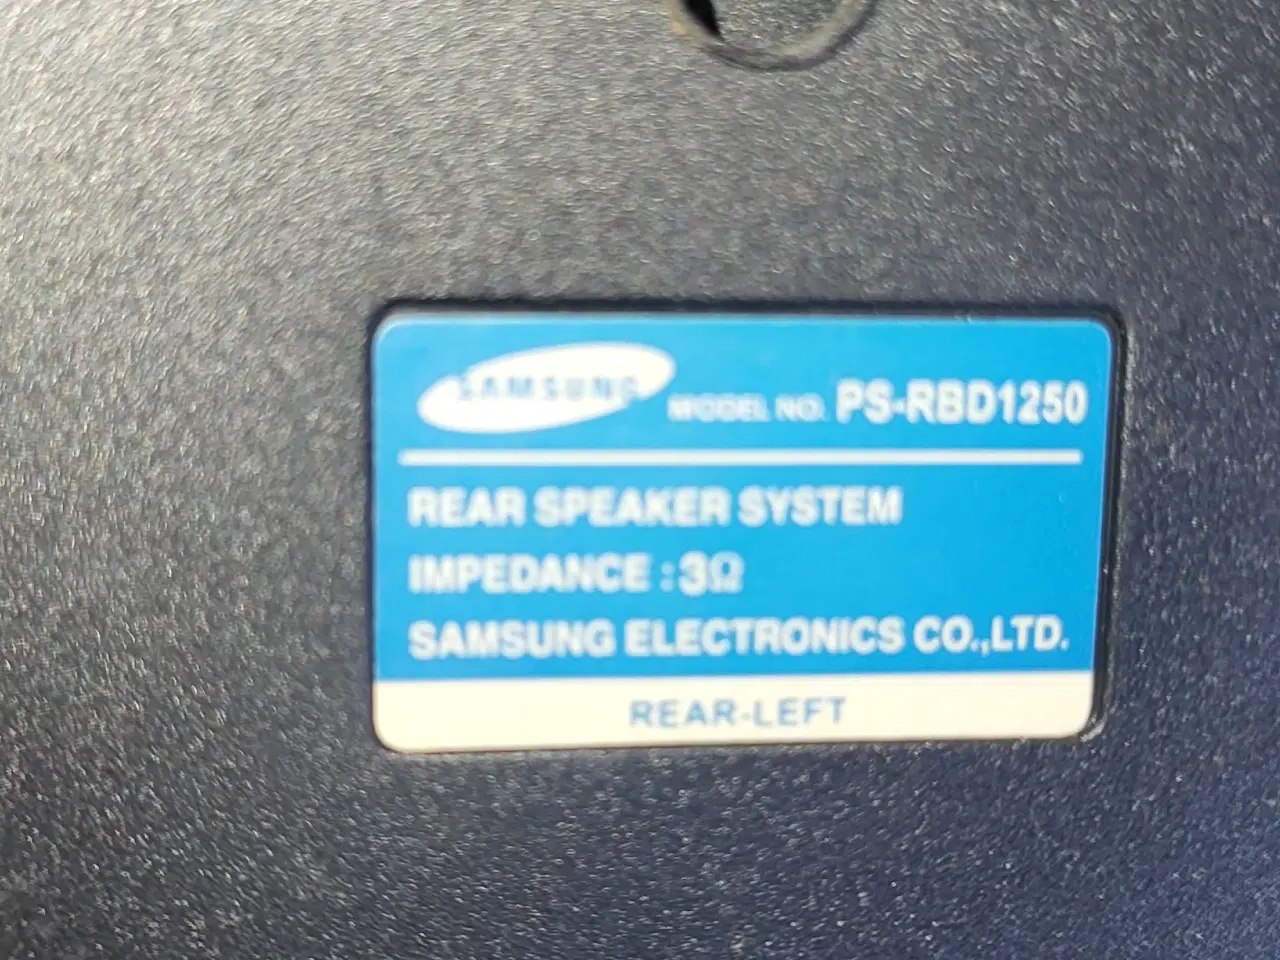 SAMSUNG MODEL NO. PS-RBD1250
REAR SPEAKER SYSTEM
IMPEDANCE : 3Ω
SAMSUNG ELECTRONICS CO.,LTD.
REAR-LEFT